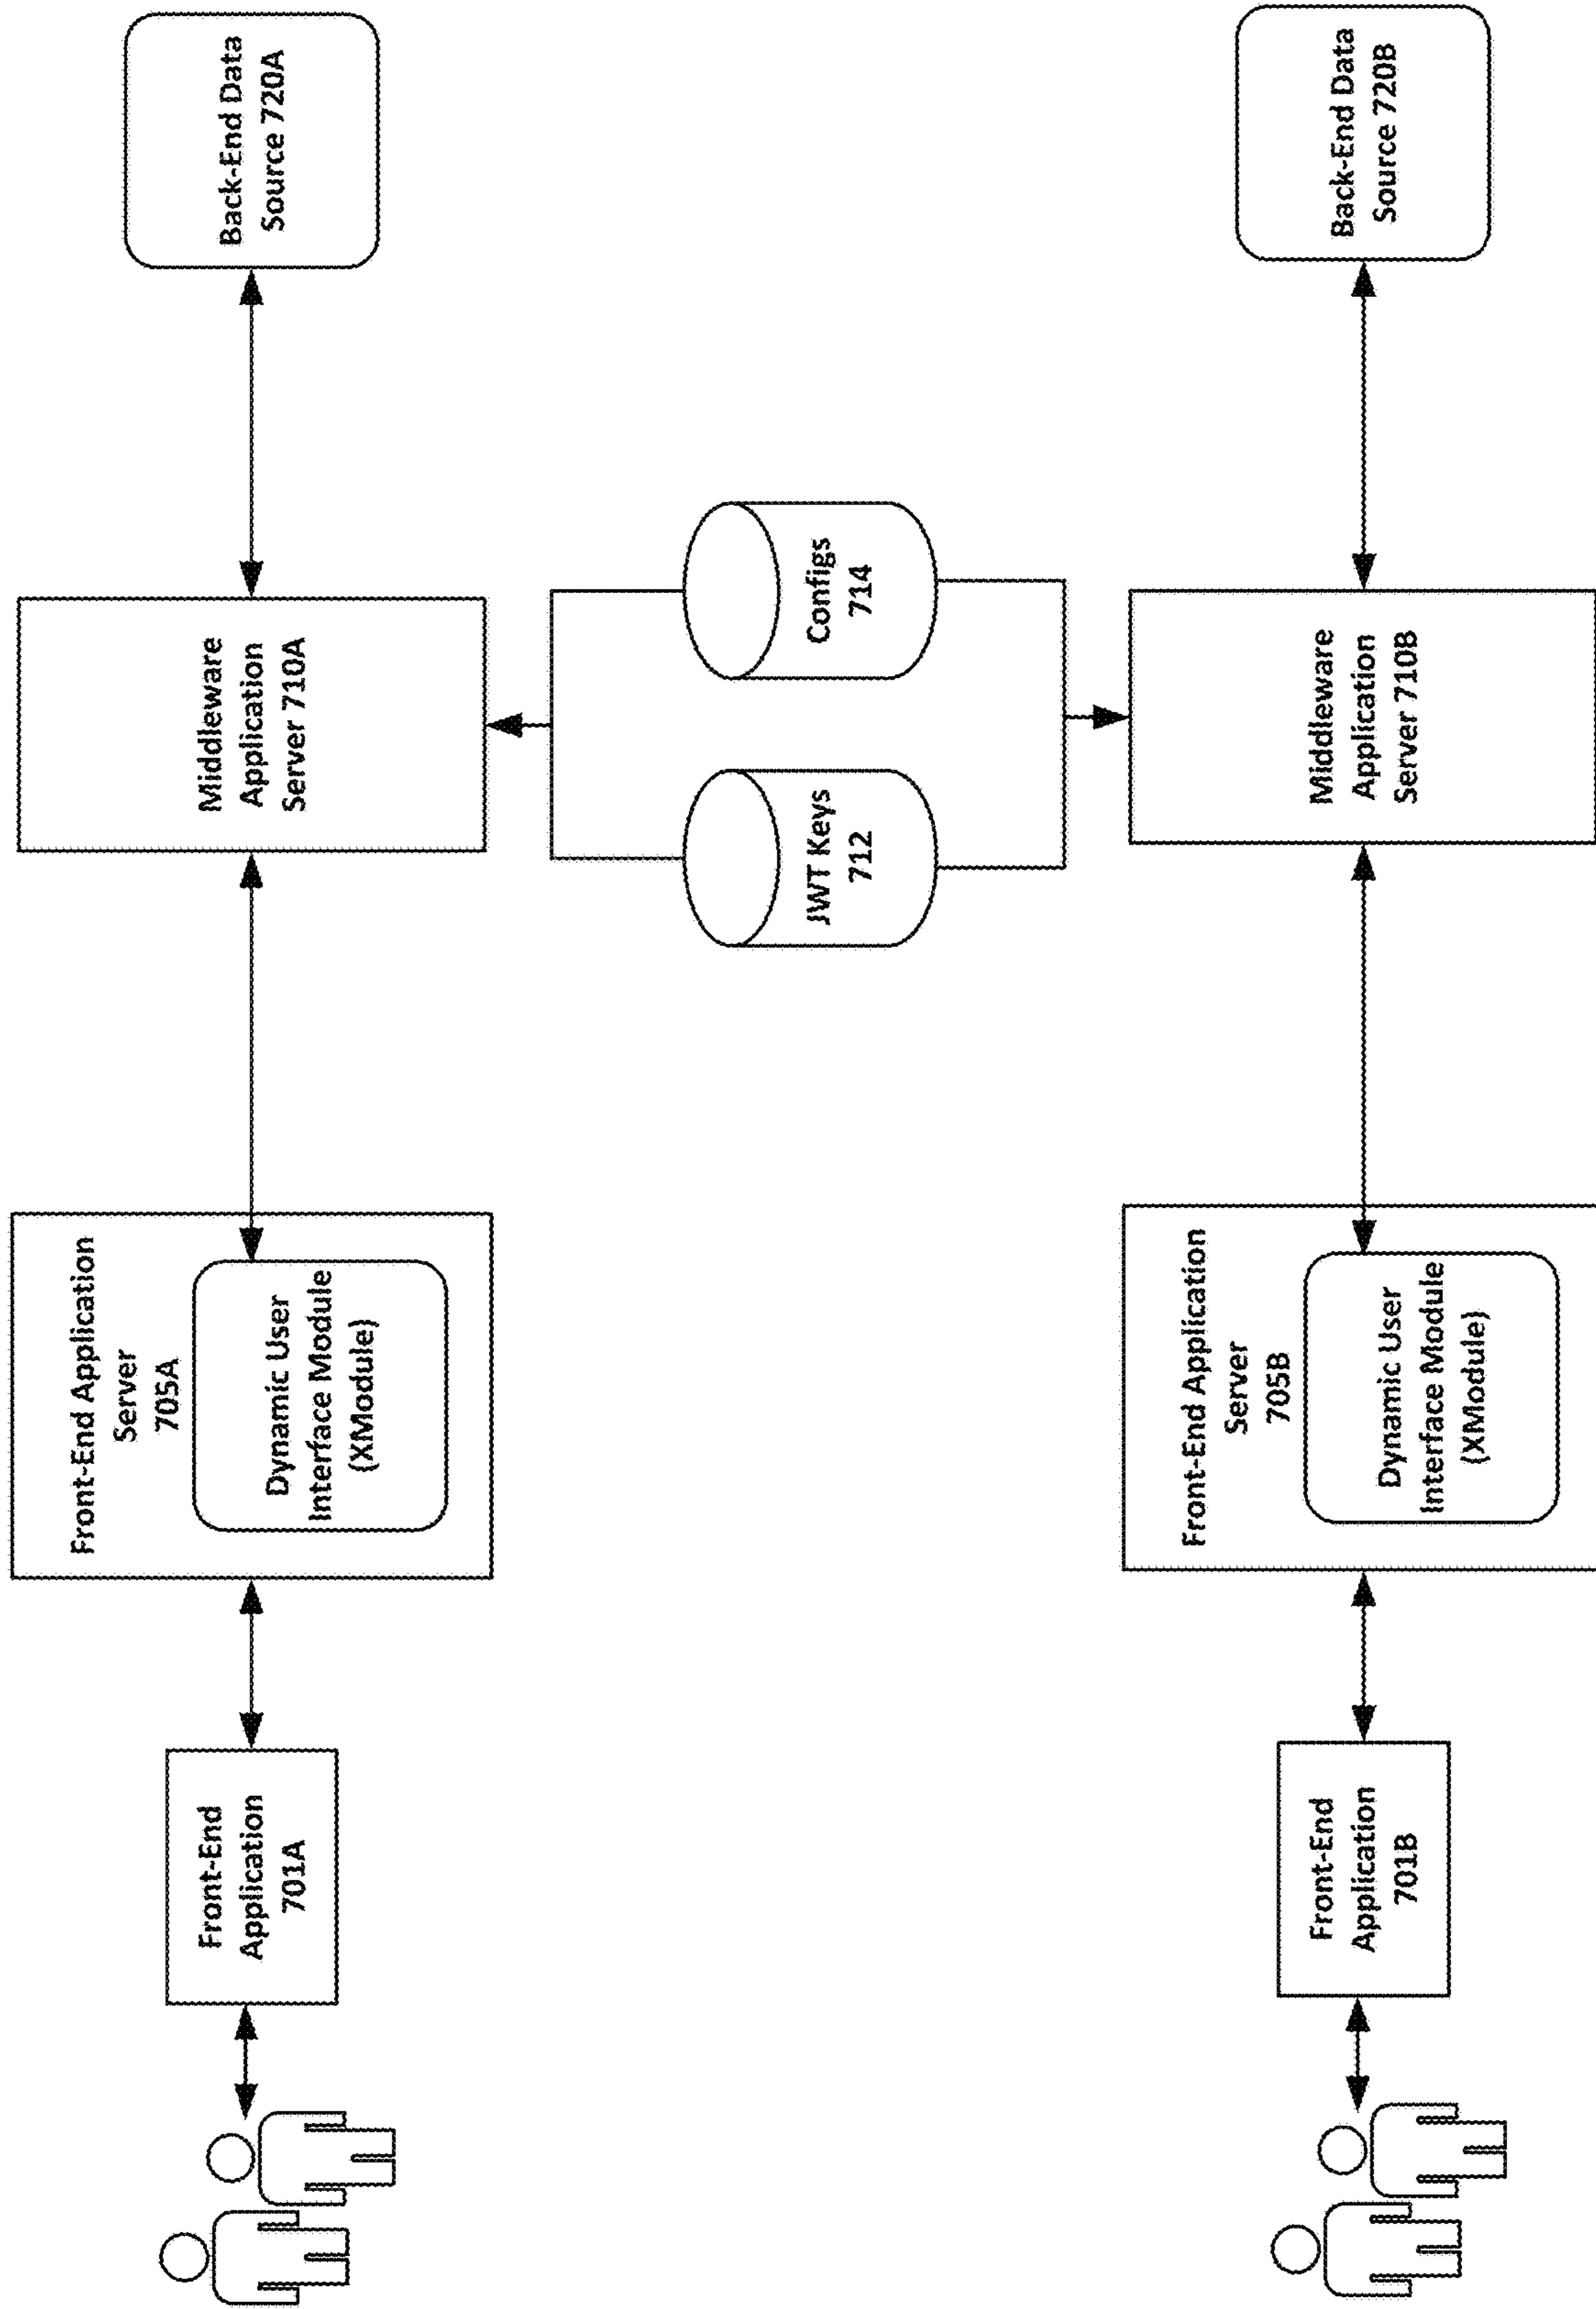 Front-End
Application
701A
Front-End Application
Server
705A
Dynamic User
Interface Module
(XModule)
Middleware
Application
Server 710A
Back-End Data
Source 720A
JWT Keys
712
Configs
714
Front-End
Application
701B
Front-End Application
Server
705B
Dynamic User
Interface Module
(XModule)
Middleware
Application
Server 710B
Back-End Data
Source 720B